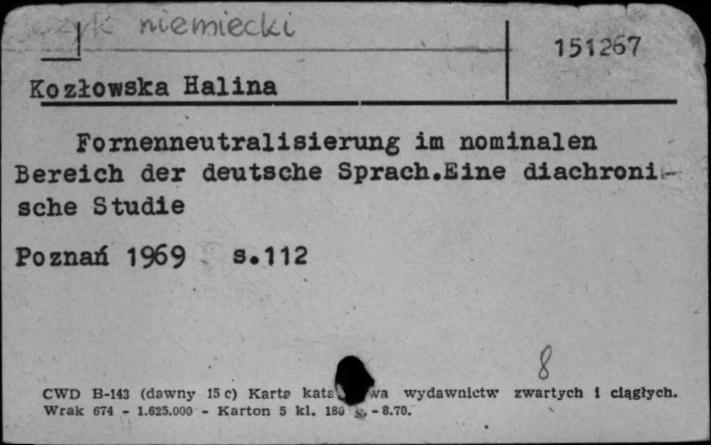 język niemiecki
151267
Kozłowska Halina
Fornenneutralisierung im nominalen
Bereich der deutsche Sprach.Eine diachroni-
sche Studie
Poznań 1969 s.112
8
CWD B-143 (dawny 15 c) Karta wydawnictw zwartych i ciągłych.
Wrak 674 - 1.625.000 - Karton 5 kl. 180 g. - 8.70.